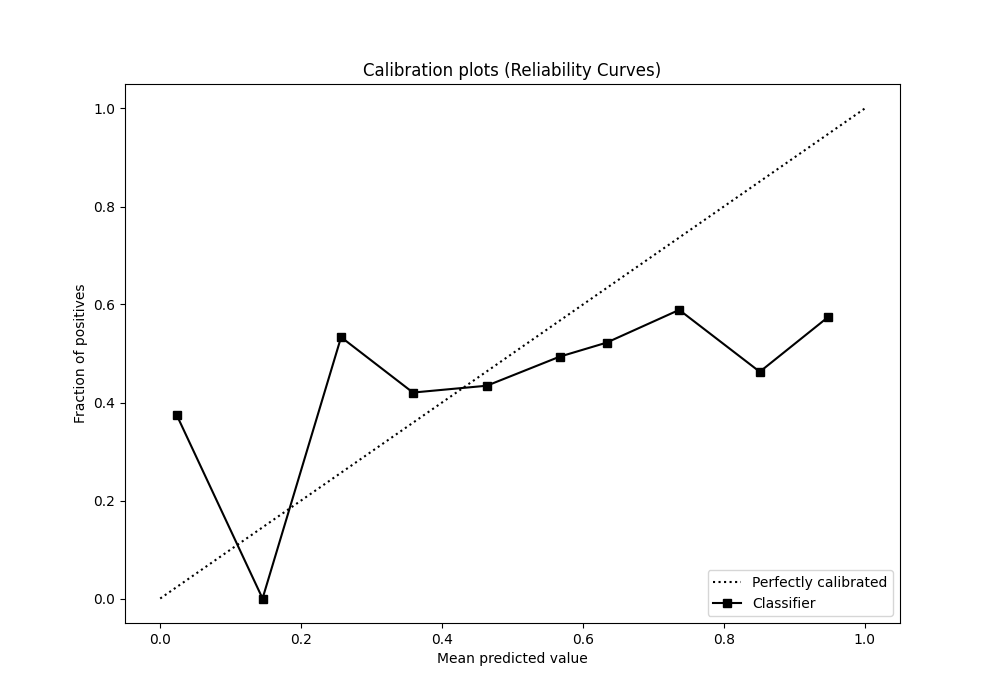 Calibration plots (Reliability Curves)
1.0
0.8
0.6
0.4
0.2
0.0
Fraction of positives
0.0 0.2 0.4 0.6 0.8 1.0
Mean predicted value
Perfectly calibrated
Classifier